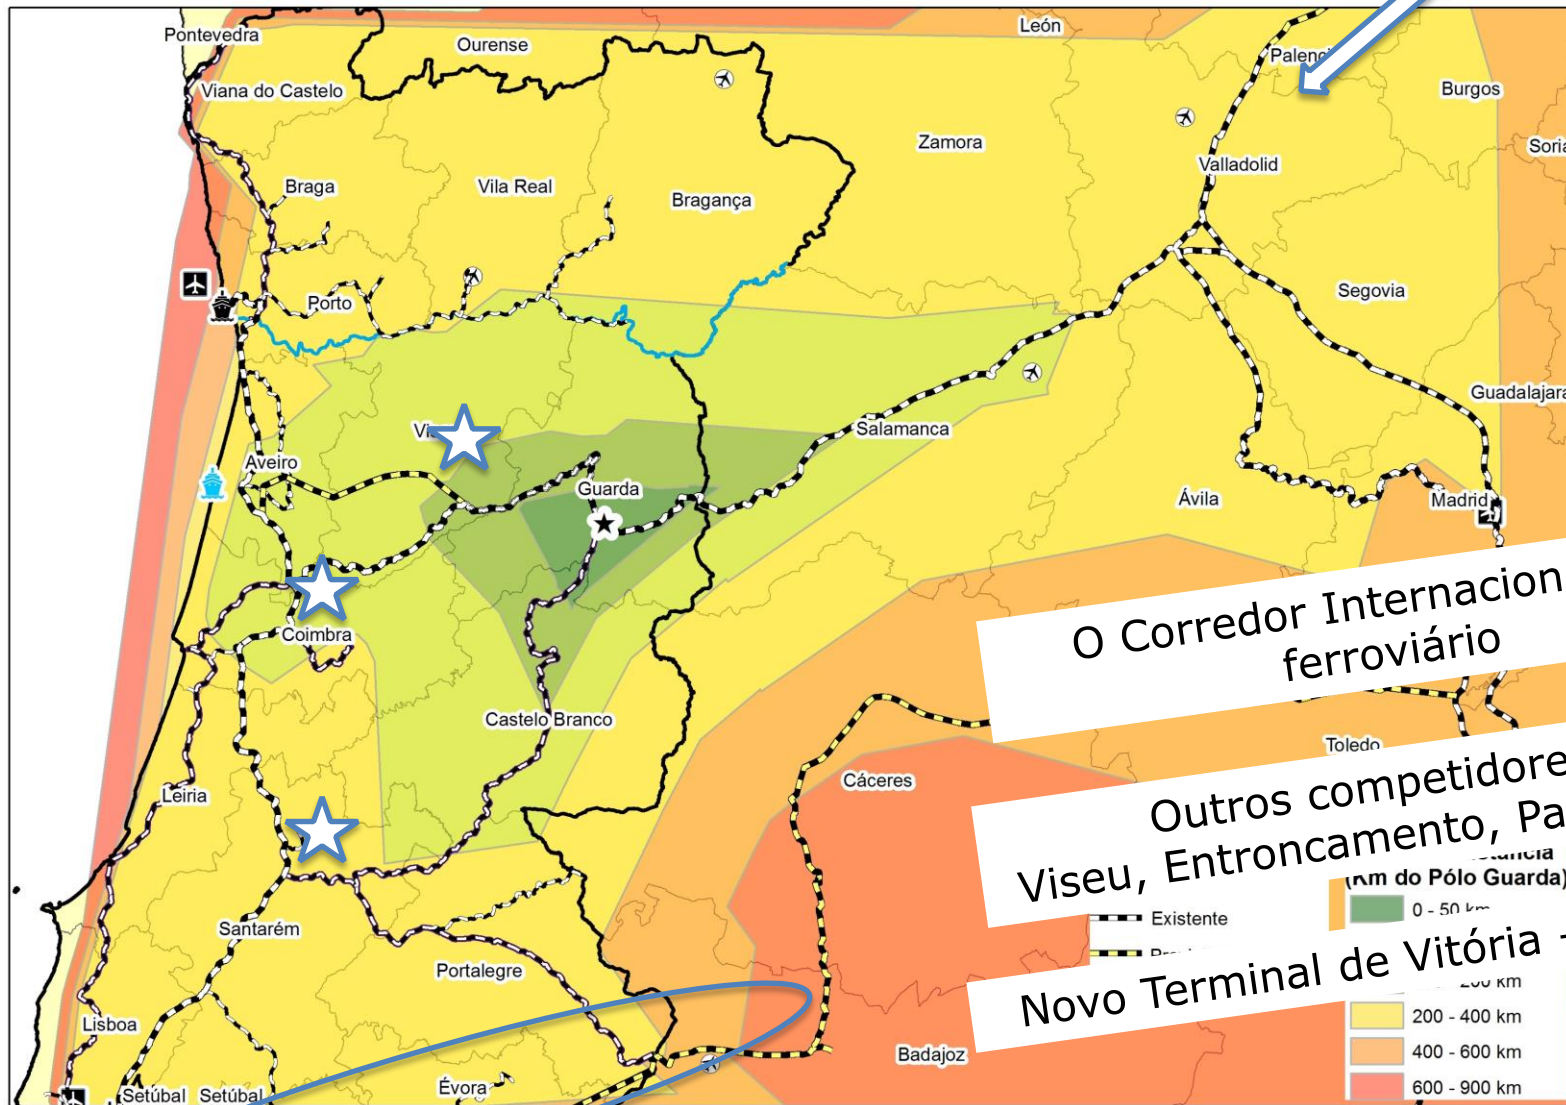 León
Pontevedra
Ourense
Viana do Castelo
Burgos
Zamora
Valladolid
Braga
Vila Real
Bragança
Porto
Segovia
Guadalajara
Salamanca
Aveiro
Guarda
Ávila
Madrid
O Corredor Internacion
ferroviário
Coimbra
Castelo Branco
Toledo
Cáceres
Leiria
Outros competidore
Viseu, Entroncamento, Pa
(Km do Pólo Guarda)
0 - 50 km
Existente
Santarém
Portalegre
Novo Terminal de Vitória -
200 km
200 - 400 km
Lisboa
400 - 600 km
Badajoz
600 - 900 km
Évora
Setúbal Setúbal